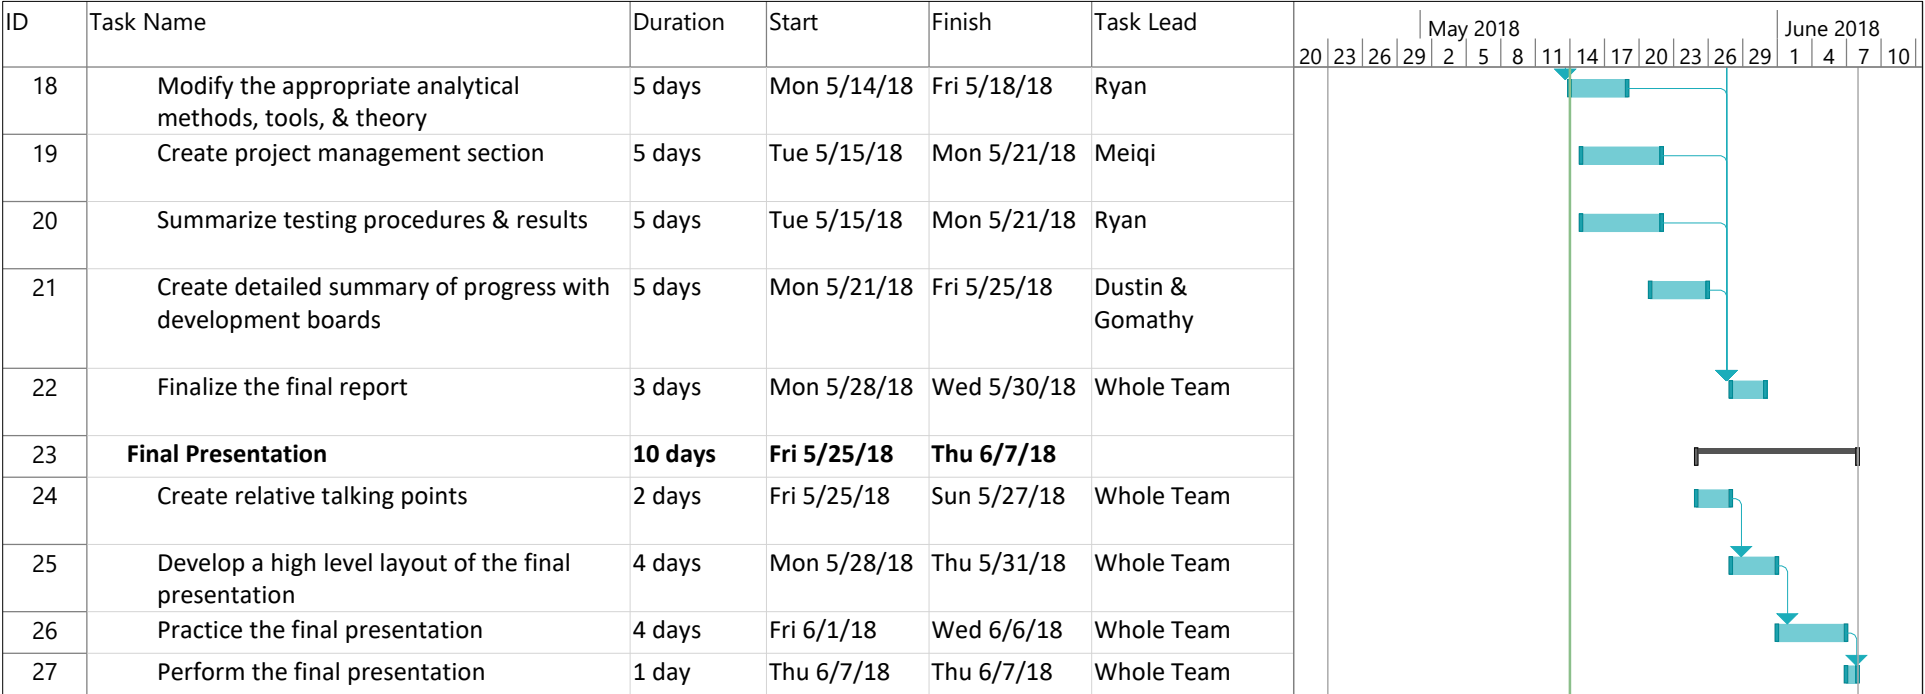 ID Task Name Duration Start Finish Task Lead
May 2018 June 2018
20 23 26 29 2 5 8 11 14 17 20 23 26 29 1 4 7 10
18 Modify the appropriate analytical 5 days Mon 5/14/18 Fri 5/18/18 Ryan
methods, tools, & theory
19 Create project management section 5 days Tue 5/15/18 Mon 5/21/18 Meiqi
20 Summarize testing procedures & results 5 days Tue 5/15/18 Mon 5/21/18 Ryan
21 Create detailed summary of progress with 5 days Mon 5/21/18 Fri 5/25/18 Dustin &
development boards Gomathy
22 Finalize the final report 3 days Mon 5/28/18 Wed 5/30/18 Whole Team
23 Final Presentation 10 days Fri 5/25/18 Thu 6/7/18
24 Create relative talking points 2 days Fri 5/25/18 Sun 5/27/18 Whole Team
25 Develop a high level layout of the final 4 days Mon 5/28/18 Thu 5/31/18 Whole Team
presentation
26 Practice the final presentation 4 days Fri 6/1/18 Wed 6/6/18 Whole Team
27 Perform the final presentation 1 day Thu 6/7/18 Thu 6/7/18 Whole Team